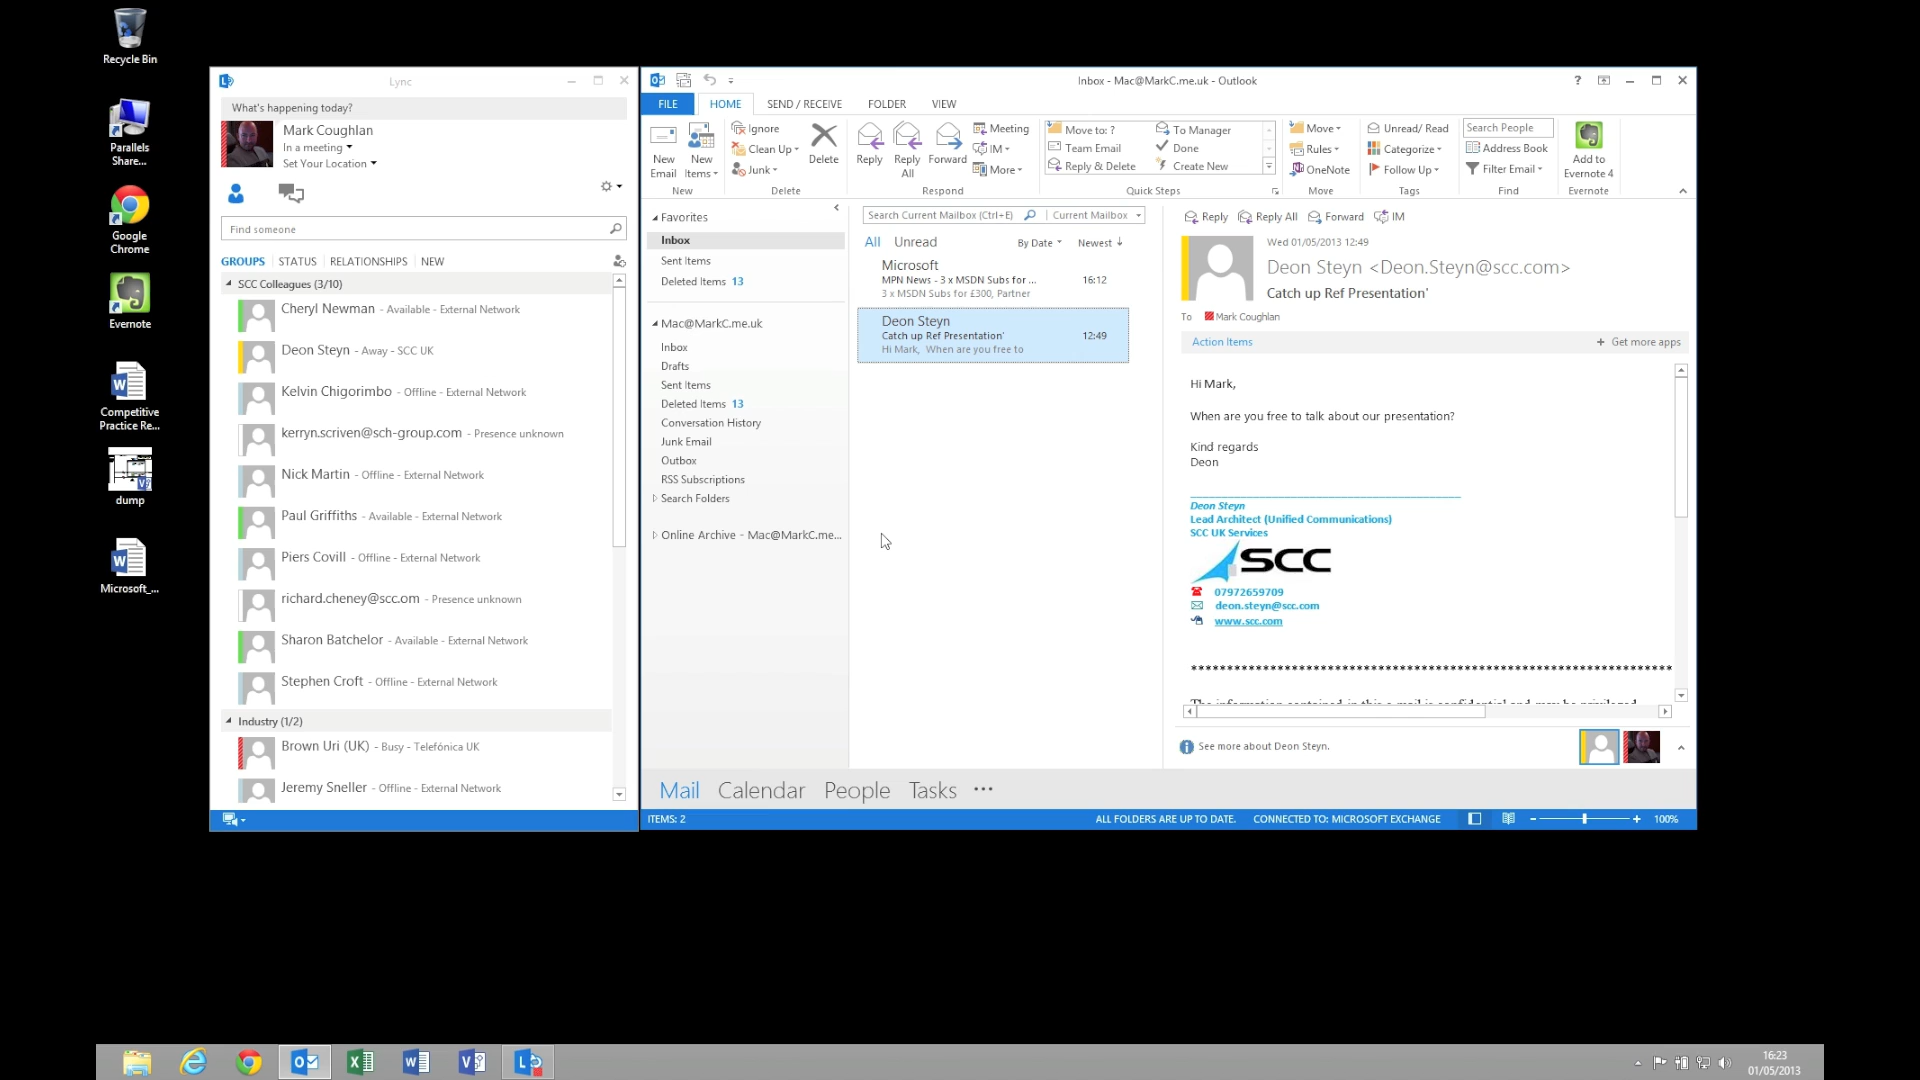 Recycle Bin
Parallels
Share...
Google
Chrome
Evernote
Competitive
Practice Re...
dump
Microsoft_...
Lync
What's happening today?
Mark Coughlan
In a meeting
Set Your Location
Find someone
GROUPS STATUS RELATIONSHIPS NEW
SCC Colleagues (3/10)
Cheryl Newman - Available - External Network
Deon Steyn - Away - SCC UK
Kelvin Chigorimbo - Offline - External Network
kerryn.scriven@sch-group.com - Presence unknown
Nick Martin - Offline - External Network
Paul Griffiths - Available - External Network
Piers Covill - Offline - External Network
richard.cheney@scc.om - Presence unknown
Sharon Batchelor - Available - External Network
Stephen Croft - Offline - External Network
Industry (1/2)
Brown Uri (UK) - Busy - Telefónica UK
Jeremy Sneller - Offline - External Network
Inbox - Mac@MarkC.me.uk - Outlook
FILE HOME SEND / RECEIVE FOLDER VIEW
New
Email
New
Items
New
Ignore
Clean Up
Junk
Delete
Delete
Reply
Reply
All
Forward
Meeting
IM
More
Respond
Move to: ?
Team Email
Reply & Delete
To Manager
Done
Create New
Quick Steps
Move
Rules
OneNote
Move
Unread/ Read
Categorize
Follow Up
Tags
Search People
Address Book
Filter Email
Find
Add to
Evernote 4
Evernote
Favorites
Inbox
Sent Items
Deleted Items 13
Mac@MarkC.me.uk
Inbox
Drafts
Sent Items
Deleted Items 13
Conversation History
Junk Email
Outbox
RSS Subscriptions
Search Folders
Online Archive - Mac@MarkC.me...
Search Current Mailbox (Ctrl+E) Current Mailbox
All Unread By Date Newest
Microsoft
MPN News - 3 x MSDN Subs for ... 16:12
3 x MSDN Subs for £300, Partner
Deon Steyn
Catch up Ref Presentation' 12:49
Hi Mark, When are you free to
Reply Reply All Forward IM
Wed 01/05/2013 12:49
Deon Steyn <Deon.Steyn@scc.com>
Catch up Ref Presentation'
To Mark Coughlan
Action Items + Get more apps
Hi Mark,
When are you free to talk about our presentation?
Kind regards
Deon
Deon Steyn
Lead Architect (Unified Communications)
SCC UK Services
SCC
07972659709
deon.steyn@scc.com
www.scc.com
The information contained in this e-mail is confidential and may be privileged
See more about Deon Steyn.
Mail Calendar People Tasks ...
ITEMS: 2 ALL FOLDERS ARE UP TO DATE. CONNECTED TO: MICROSOFT EXCHANGE 100%
16:23
01/05/2013